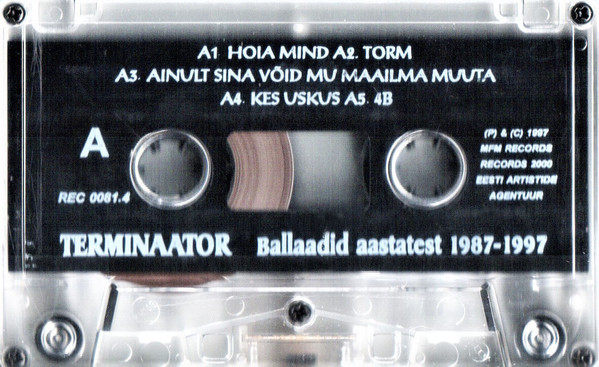 A1 HOIA MIND A2. TORM
A3. AINULT SINA VÕID MU MAAILMA MUUTA
A4. KES USKUS A5. 4B
A
(P) & (C) 1997
MFM RECORDS
RECORDS 2000
EESTI ARTISTIDE
AGENTUUR
REC 0081.4
TERMINAATOR Ballaadid aastatest 1987-1997